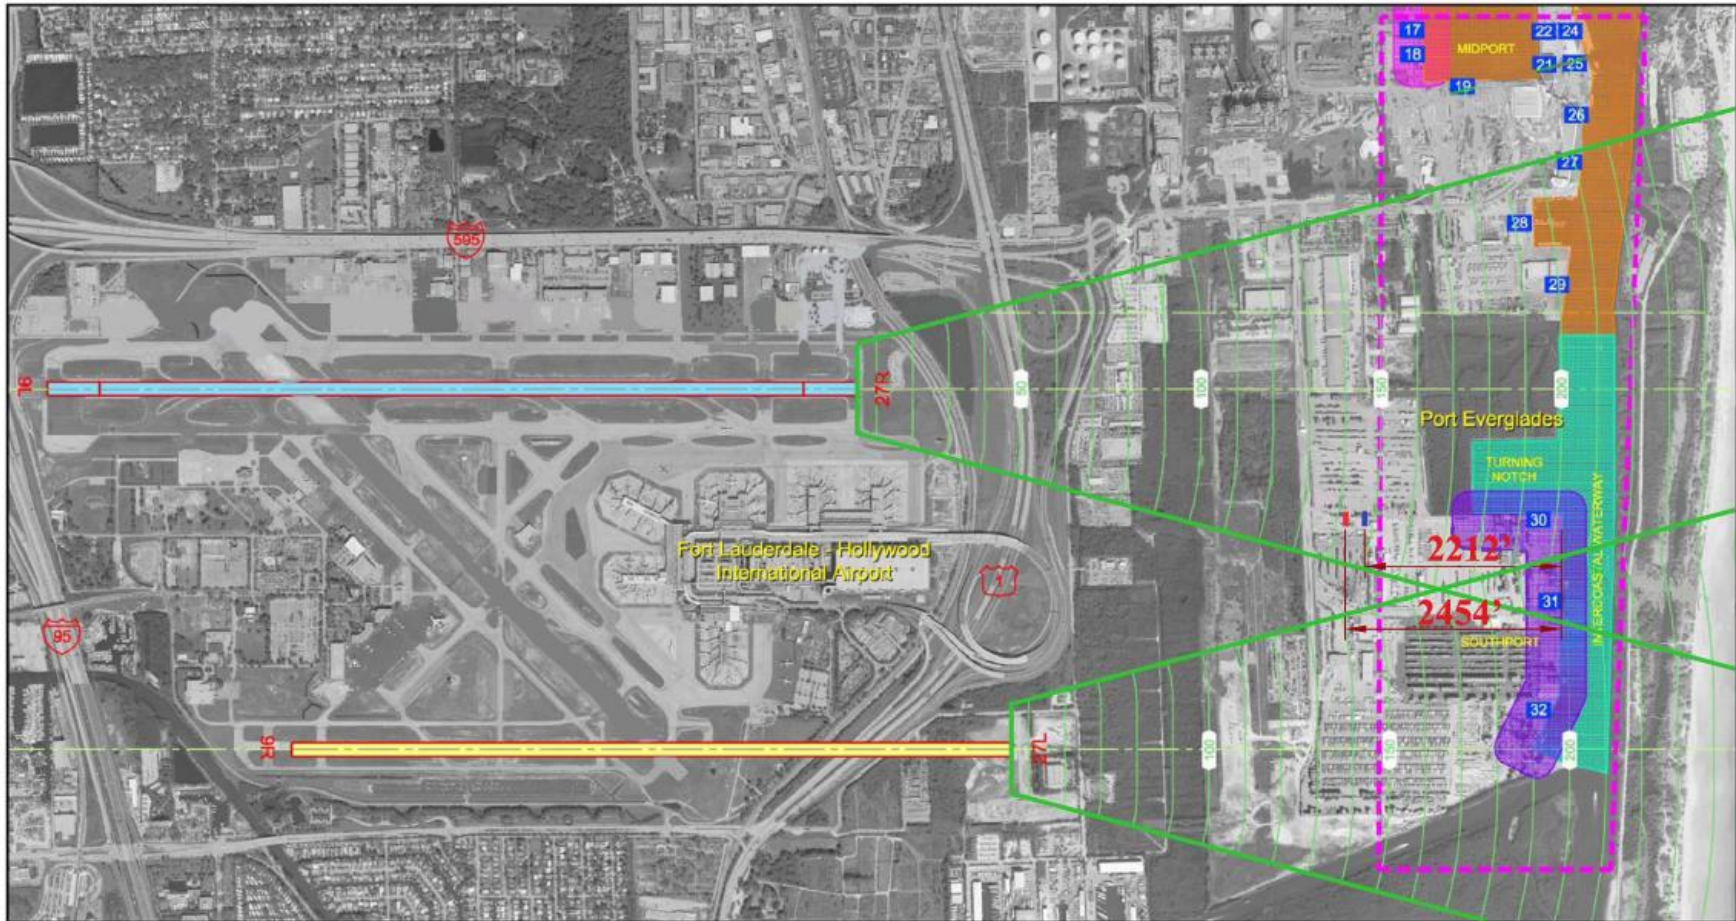 17
22
24
MIDPORT
18
21
25
19
26
27
28
595
29
9L
27R
50
100
150
200
Port Everglades
TURNING
NOTCH
30
INTERCOASTAL WATERWAY
2212'
Fort Lauderdale - Hollywood
International Airport
1
31
2454'
SOUTHPORT
95
32
9R
27L
100
150
200